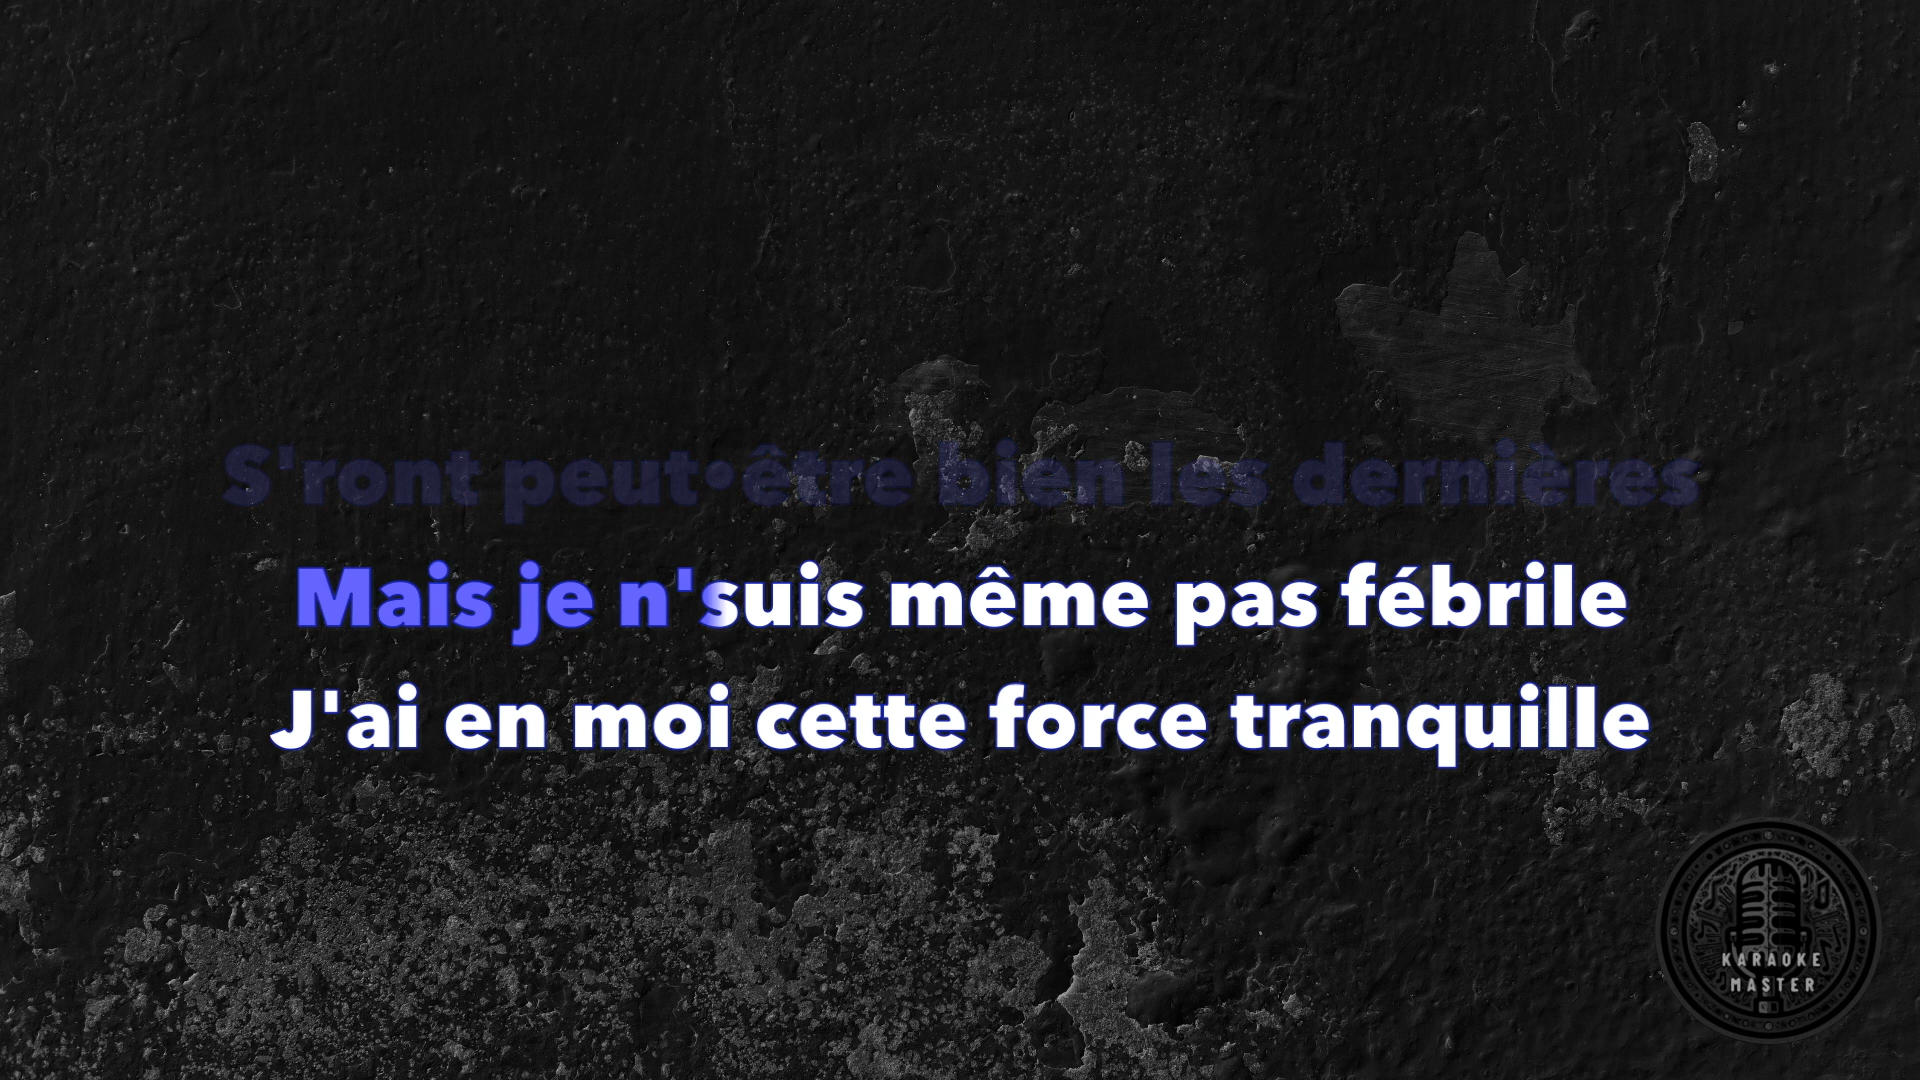 S'ront peut•être bien les dernières
Mais je n'suis même pas fébrile
J'ai en moi cette force tranquille
KARAOKE
MASTER